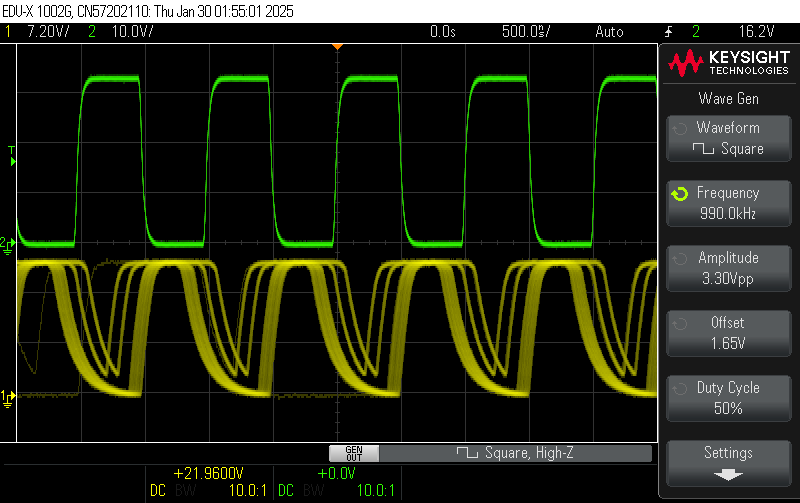 EDU-X 1002G, CN57202110: Thu Jan 30 01:55:01 2025
1 7.20V/ 2 10.0V/ 0.0s 500.0ns/ Auto 2 16.2V
KEYSIGHT
TECHNOLOGIES
Wave Gen
Waveform
Square
Frequency
990.0kHz
Amplitude
3.30Vpp
Offset
1.65V
Duty Cycle
50%
Settings
T
2
1
GEN
OUT
Square, High-Z
+21.9600V +0.0V
DC BW 10.0:1 DC BW 10.0:1